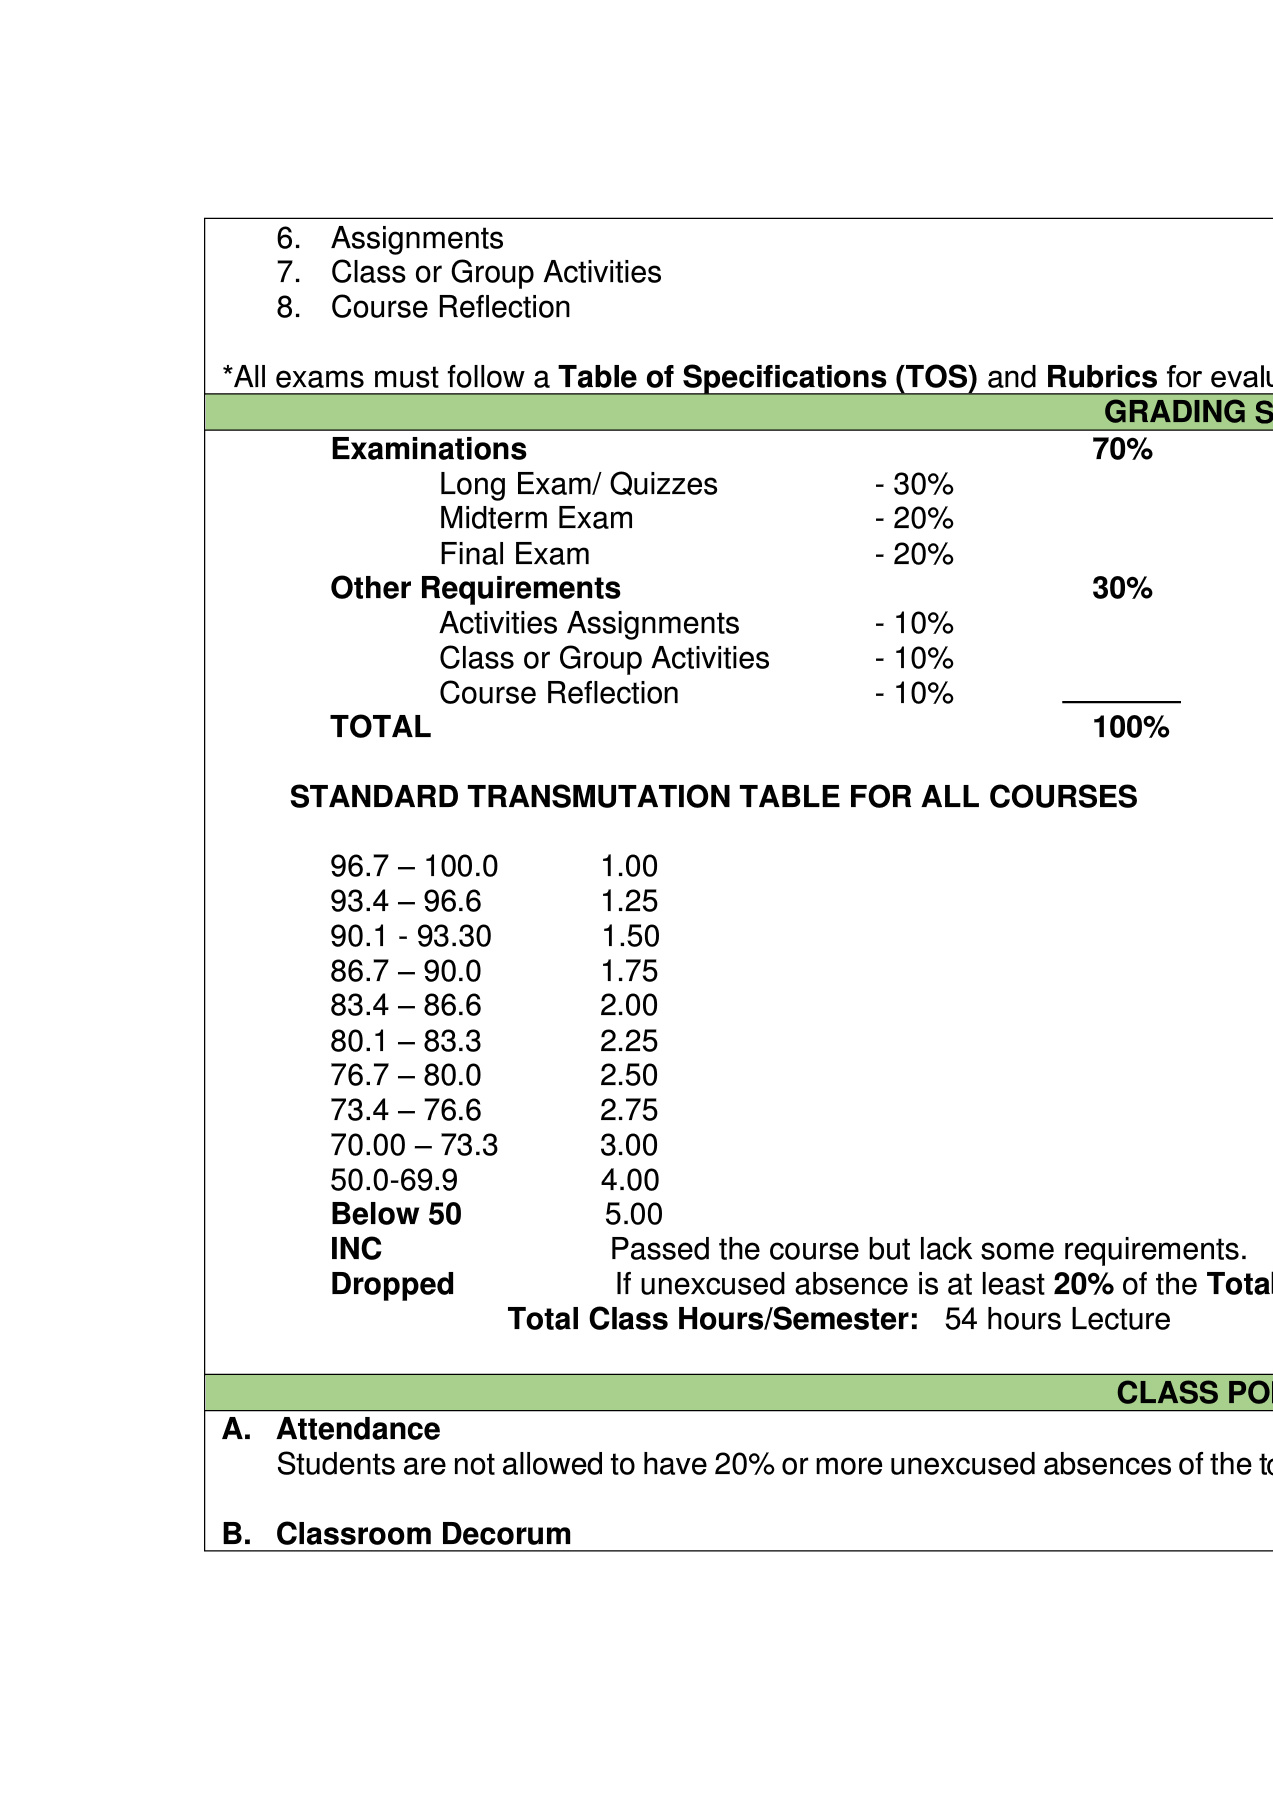 6. Assignments
7. Class or Group Activities
8. Course Reflection
*All exams must follow a Table of Specifications (TOS) and Rubrics for
GRADING
Examinations 70%
Long Exam/ Quizzes - 30%
Midterm Exam - 20%
Final Exam - 20%
Other Requirements 30%
Activities Assignments - 10%
Class or Group Activities - 10%
Course Reflection - 10%
TOTAL 100%
STANDARD TRANSMUTATION TABLE FOR ALL COURSES
96.7 – 100.0 1.00
93.4 – 96.6 1.25
90.1 - 93.30 1.50
86.7 – 90.0 1.75
83.4 – 86.6 2.00
80.1 – 83.3 2.25
76.7 – 80.0 2.50
73.4 – 76.6 2.75
70.00 – 73.3 3.00
50.0-69.9 4.00
Below 50 5.00
INC Passed the course but lack some requirements.
Dropped If unexcused absence is at least 20% of the Total
Total Class Hours/Semester: 54 hours Lecture
CLASS
A. Attendance
Students are not allowed to have 20% or more unexcused absences of the
B. Classroom Decorum